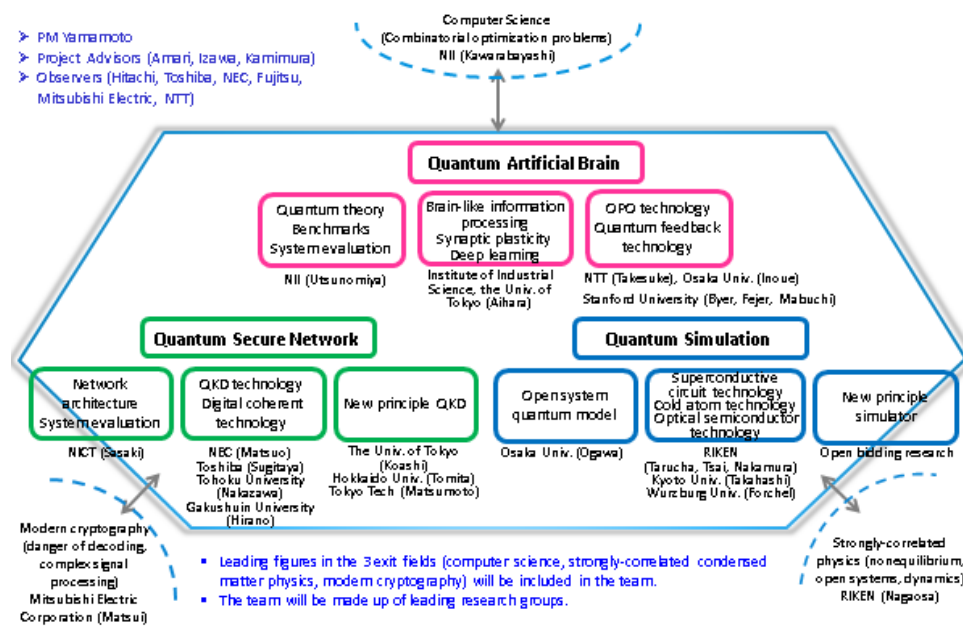 ➢ PM Yamamoto
➢ Project Advisors (Amari, Izawa, Kamimura)
➢ Observers (Hitachi, Toshiba, NEC, Fujitsu,
Mitsubishi Electric, NTT)
Computer Science
(Combinatorial optimization problems)
NII (Kawarabayashi)
Quantum Artificial Brain
Quantum theory
Benchmarks
System evaluation
NII (Utsunomiya)
Brain-like information
processing
Synaptic plasticity
Deep learning
Institute of Industrial
Science, the Univ. of
Tokyo (Aihara)
OPO technology
Quantum feedback
technology
NTT (Takesuke), Osaka Univ. (Inoue)
Stanford University (Byer, Fejer, Mabuchi)
Quantum Secure Network
Network
architecture
System evaluation
NICT (Sasaki)
QKD technology
Digital coherent
technology
NEC (Matsuo)
Toshiba (Sugitaya)
Tohoku University
(Nakazawa)
Gakushuin University
(Hirano)
New principle QKD
The Univ. of Tokyo
(Koashi)
Hokkaido Univ. (Tomita)
Tokyo Tech (Matsumoto)
Quantum Simulation
Open system
quantum model
Osaka Univ. (Ogawa)
Superconductive
circuit technology
Cold atom technology
Optical semiconductor
technology
RIKEN
(Tarucha, Tsai, Nakamura)
Kyoto Univ. (Takahashi)
Wurzburg Univ. (Forchel)
New principle
simulator
Open bidding research
Modern cryptography
(danger of decoding,
complex signal
processing)
Mitsubishi Electric
Corporation (Matsui)
▪ Leading figures in the 3 exit fields (computer science, strongly-correlated condensed
matter physics, modern cryptography) will be included in the team.
▪ The team will be made up of leading research groups.
Strongly-correlated
physics (nonequilibrium,
open systems, dynamics)
RIKEN (Nagaosa)